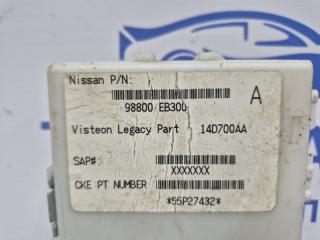 Nissan P/N:
98800 EB300
A
Visteon Legacy Part 14D700AA
SAP#:
XXXXXXX
CKE PT NUMBER
*55P27432*